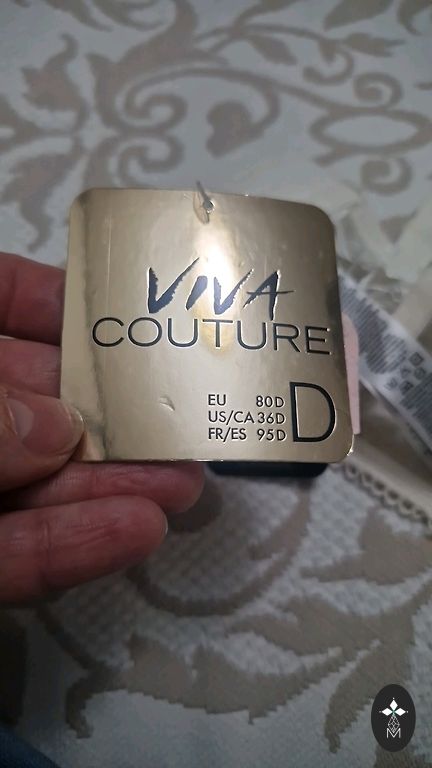 VIVA
COUTURE
EU 80D
US/CA 36D
FR/ES 95D
D